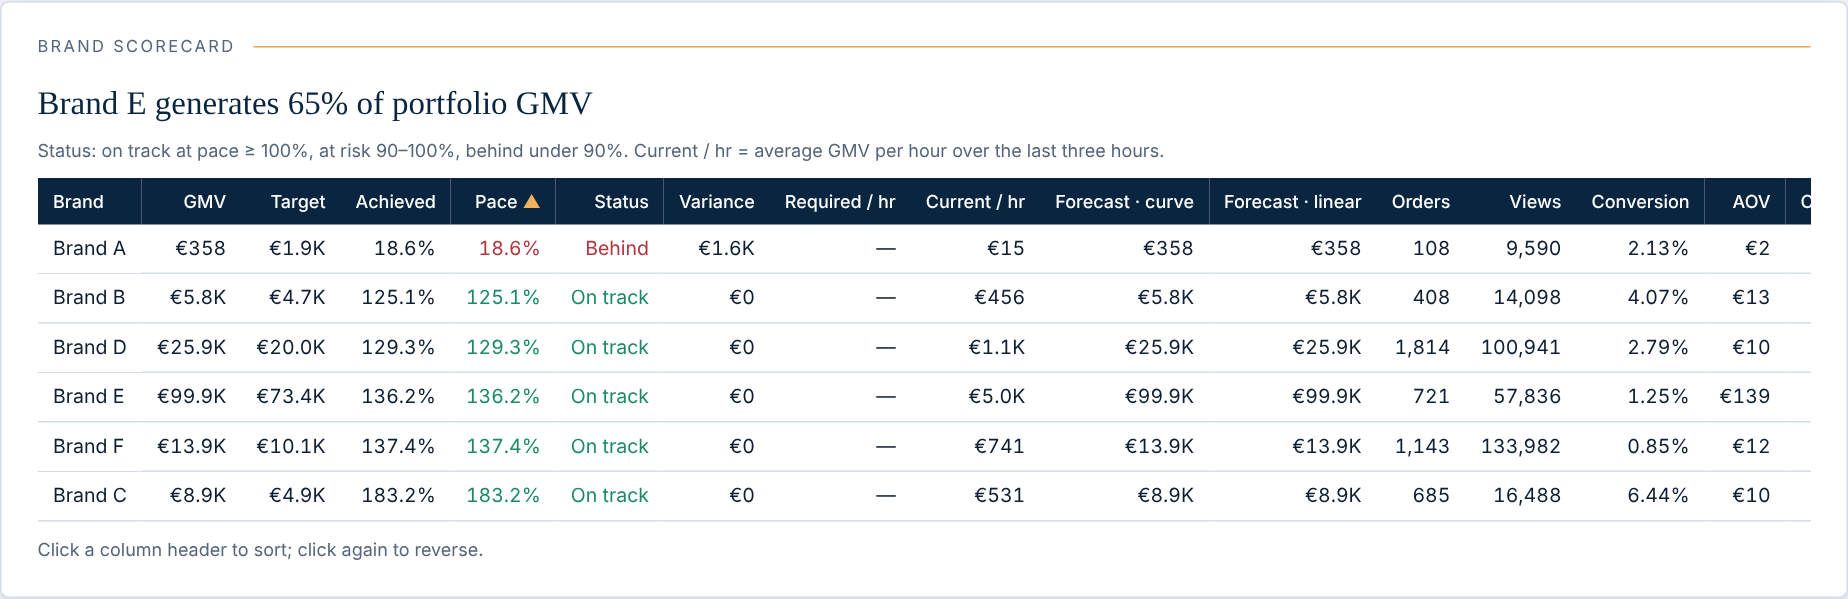 BRAND SCORECARD
Brand E generates 65% of portfolio GMV
Status: on track at pace ≥ 100%, at risk 90–100%, behind under 90%. Current / hr = average GMV per hour over the last three hours.
Brand GMV Target Achieved Pace ▲ Status Variance Required / hr Current / hr Forecast · curve Forecast · linear Orders Views Conversion AOV
Brand A €358 €1.9K 18.6% 18.6% Behind €1.6K — €15 €358 €358 108 9,590 2.13% €2
Brand B €5.8K €4.7K 125.1% 125.1% On track €0 — €456 €5.8K €5.8K 408 14,098 4.07% €13
Brand D €25.9K €20.0K 129.3% 129.3% On track €0 — €1.1K €25.9K €25.9K 1,814 100,941 2.79% €10
Brand E €99.9K €73.4K 136.2% 136.2% On track €0 — €5.0K €99.9K €99.9K 721 57,836 1.25% €139
Brand F €13.9K €10.1K 137.4% 137.4% On track €0 — €741 €13.9K €13.9K 1,143 133,982 0.85% €12
Brand C €8.9K €4.9K 183.2% 183.2% On track €0 — €531 €8.9K €8.9K 685 16,488 6.44% €10
Click a column header to sort; click again to reverse.